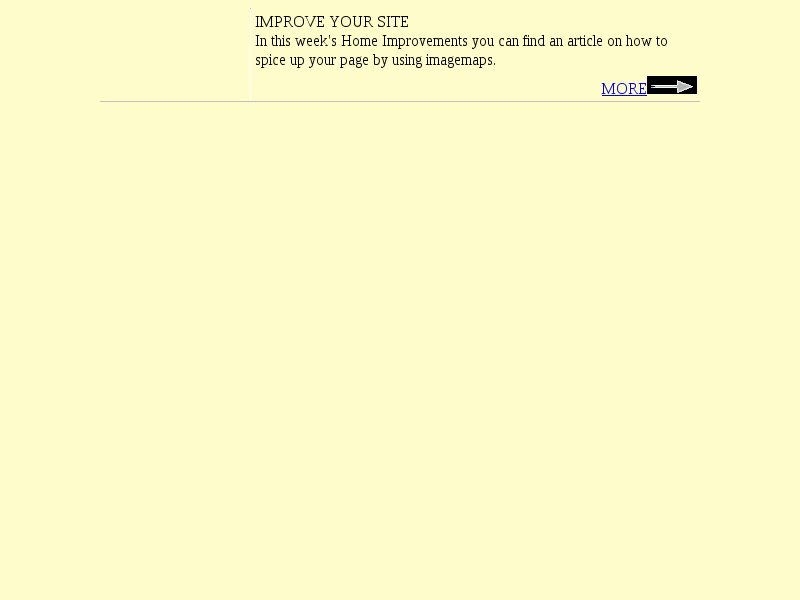 IMPROVE YOUR SITE
In this week's Home Improvements you can find an article on how to
spice up your page by using imagemaps.
MORE